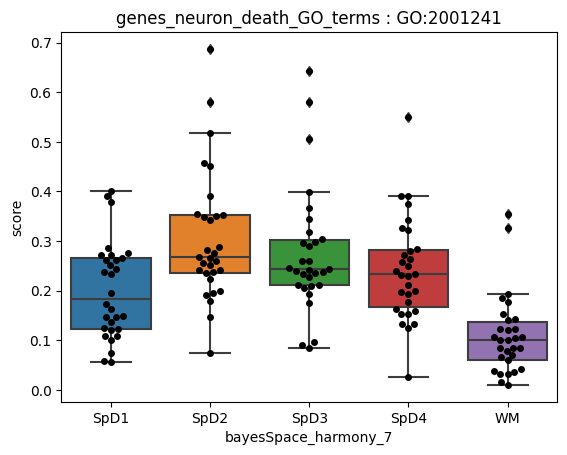 genes_neuron_death_GO_terms : GO:2001241
score
0.7
0.6
0.5
0.4
0.3
0.2
0.1
0.0
SpD1 SpD2 SpD3 SpD4 WM
bayesSpace_harmony_7